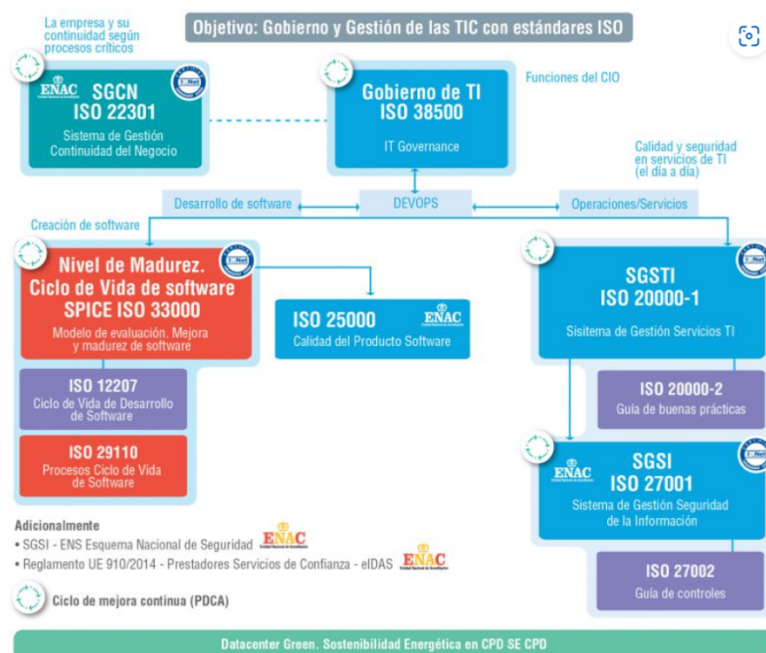 La empresa y su
continuidad según
procesos críticos
Objetivo: Gobierno y Gestión de las TIC con estándares ISO
ENAC
SGCN
ISO 22301
Sistema de Gestión
Continuidad del Negocio
Gobierno de TI
ISO 38500
IT Governance
Funciones del CIO
Calidad y seguridad
en servicios de TI
(el día a día)
Desarrollo de software
DEVOPS
Operaciones/Servicios
Creación de software
Nivel de Madurez.
Ciclo de Vida de software
SPICE ISO 33000
Modelo de evaluación. Mejora
y madurez de software
ISO 25000
ENAC
Calidad del Producto Software
SGSTI
ISO 20000-1
Sisitema de Gestión Servicios TI
ISO 12207
Ciclo de Vida de Desarrollo
de Software
ISO 20000-2
Guía de buenas prácticas
ISO 29110
Procesos Ciclo de Vida
de Software
ENAC
SGSI
ISO 27001
Sistema de Gestión Seguridad
de la Información
Adicionalmente
• SGSI - ENS Esquema Nacional de Seguridad ENAC
• Reglamento UE 910/2014 - Prestadores Servicios de Confianza - eIDAS ENAC
ISO 27002
Guía de controles
Ciclo de mejora continua (PDCA)
Datacenter Green. Sostenibilidad Energética en CPD SE CPD